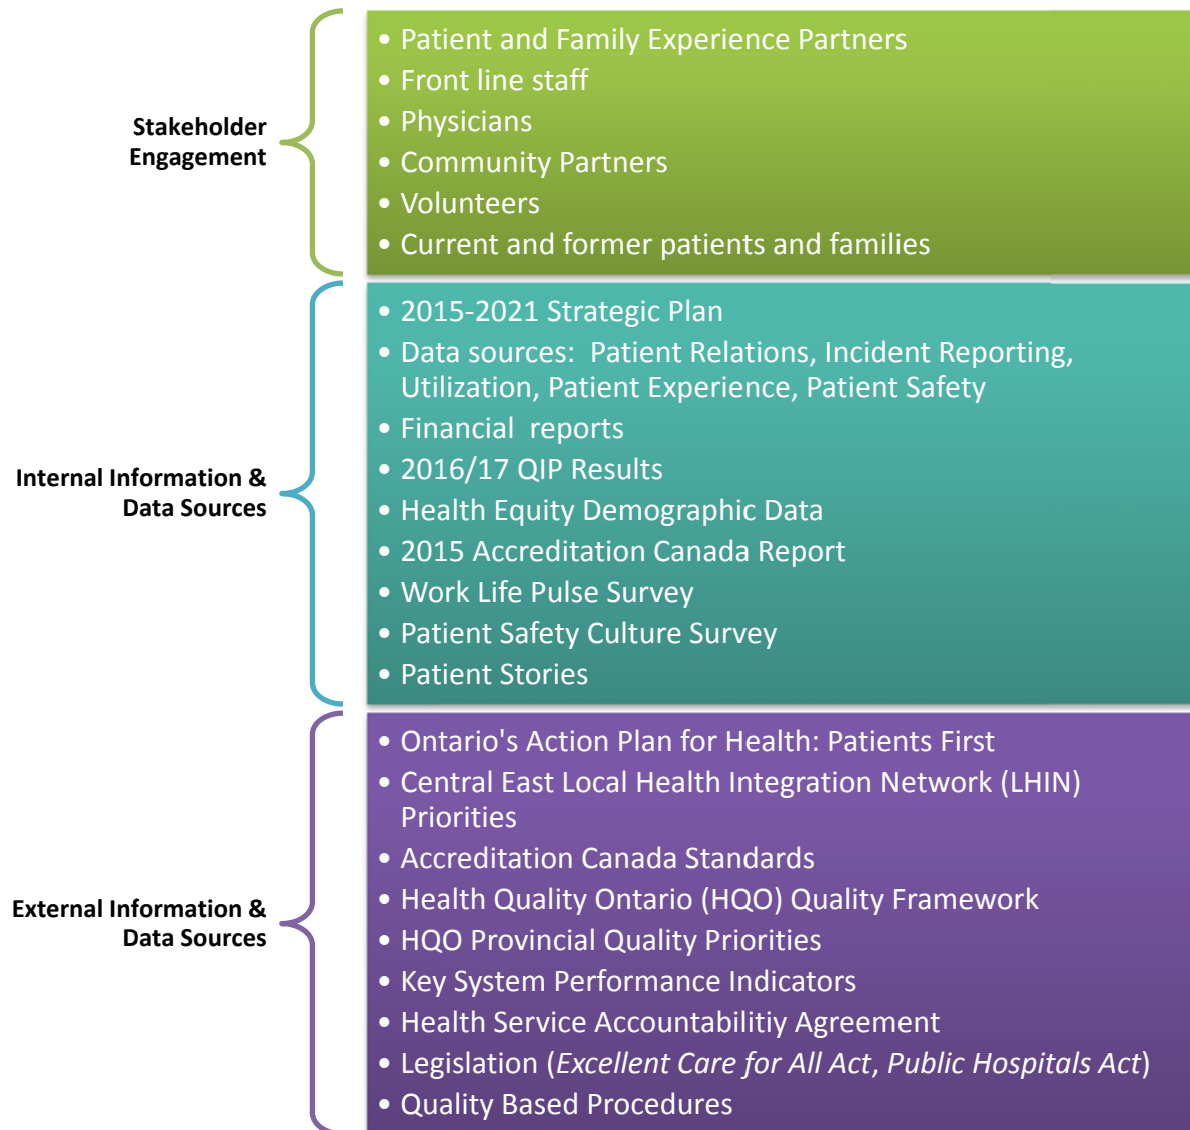 Stakeholder
Engagement
• Patient and Family Experience Partners
• Front line staff
• Physicians
• Community Partners
• Volunteers
• Current and former patients and families
Internal Information &
Data Sources
• 2015-2021 Strategic Plan
• Data sources:  Patient Relations, Incident Reporting,
Utilization, Patient Experience, Patient Safety
• Financial  reports
• 2016/17 QIP Results
• Health Equity Demographic Data
• 2015 Accreditation Canada Report
• Work Life Pulse Survey
• Patient Safety Culture Survey
• Patient Stories
External Information &
Data Sources
• Ontario's Action Plan for Health: Patients First
• Central East Local Health Integration Network (LHIN)
Priorities
• Accreditation Canada Standards
• Health Quality Ontario (HQO) Quality Framework
• HQO Provincial Quality Priorities
• Key System Performance Indicators
• Health Service Accountabilitiy Agreement
• Legislation (Excellent Care for All Act, Public Hospitals Act)
• Quality Based Procedures